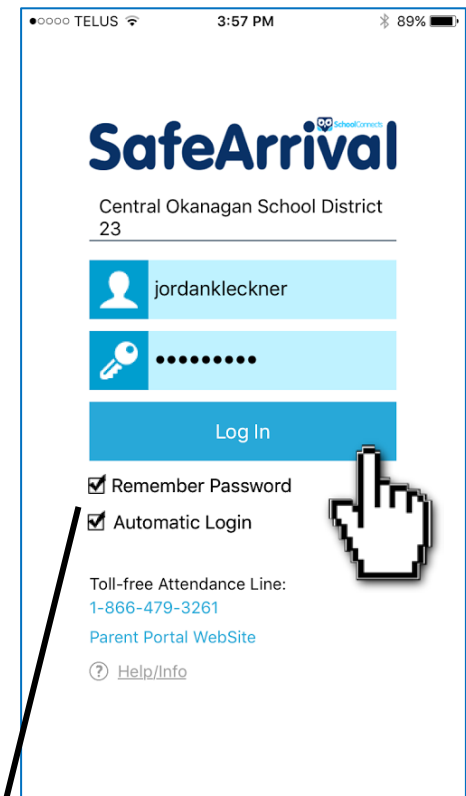 TELUS 3:57 PM 89%
SchoolConnects
SafeArrival
Central Okanagan School District
23
jordankleckner
•••••••••
Log In
Remember Password
Automatic Login
Toll-free Attendance Line:
1-866-479-3261
Parent Portal WebSite
? Help/Info